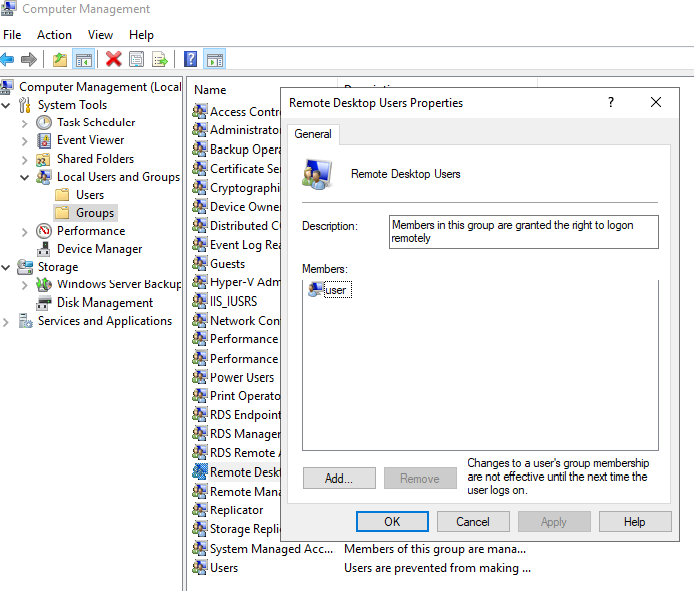 Computer Management
File Action View Help
Computer Management (Local
System Tools
Task Scheduler
Event Viewer
Shared Folders
Local Users and Groups
Users
Groups
Performance
Device Manager
Storage
Windows Server Backup
Disk Management
Services and Applications
Name
Access Contr
Administrator
Backup Opera
Certificate Ser
Cryptographi
Device Owner
Distributed C
Event Log Rea
Guests
Hyper-V Adm
IIS_IUSRS
Network Con
Performance
Performance
Power Users
Print Operato
RDS Endpoint
RDS Manager
RDS Remote A
Remote Deskt
Remote Mana
Replicator
Storage Repli
System Managed Acc... Members of this group are mana...
Users Users are prevented from making ...
Remote Desktop Users Properties ?
General
Remote Desktop Users
Description: Members in this group are granted the right to logon
remotely
Members:
user
Add... Remove
Changes to a user's group membership
are not effective until the next time the
user logs on.
OK Cancel Apply Help